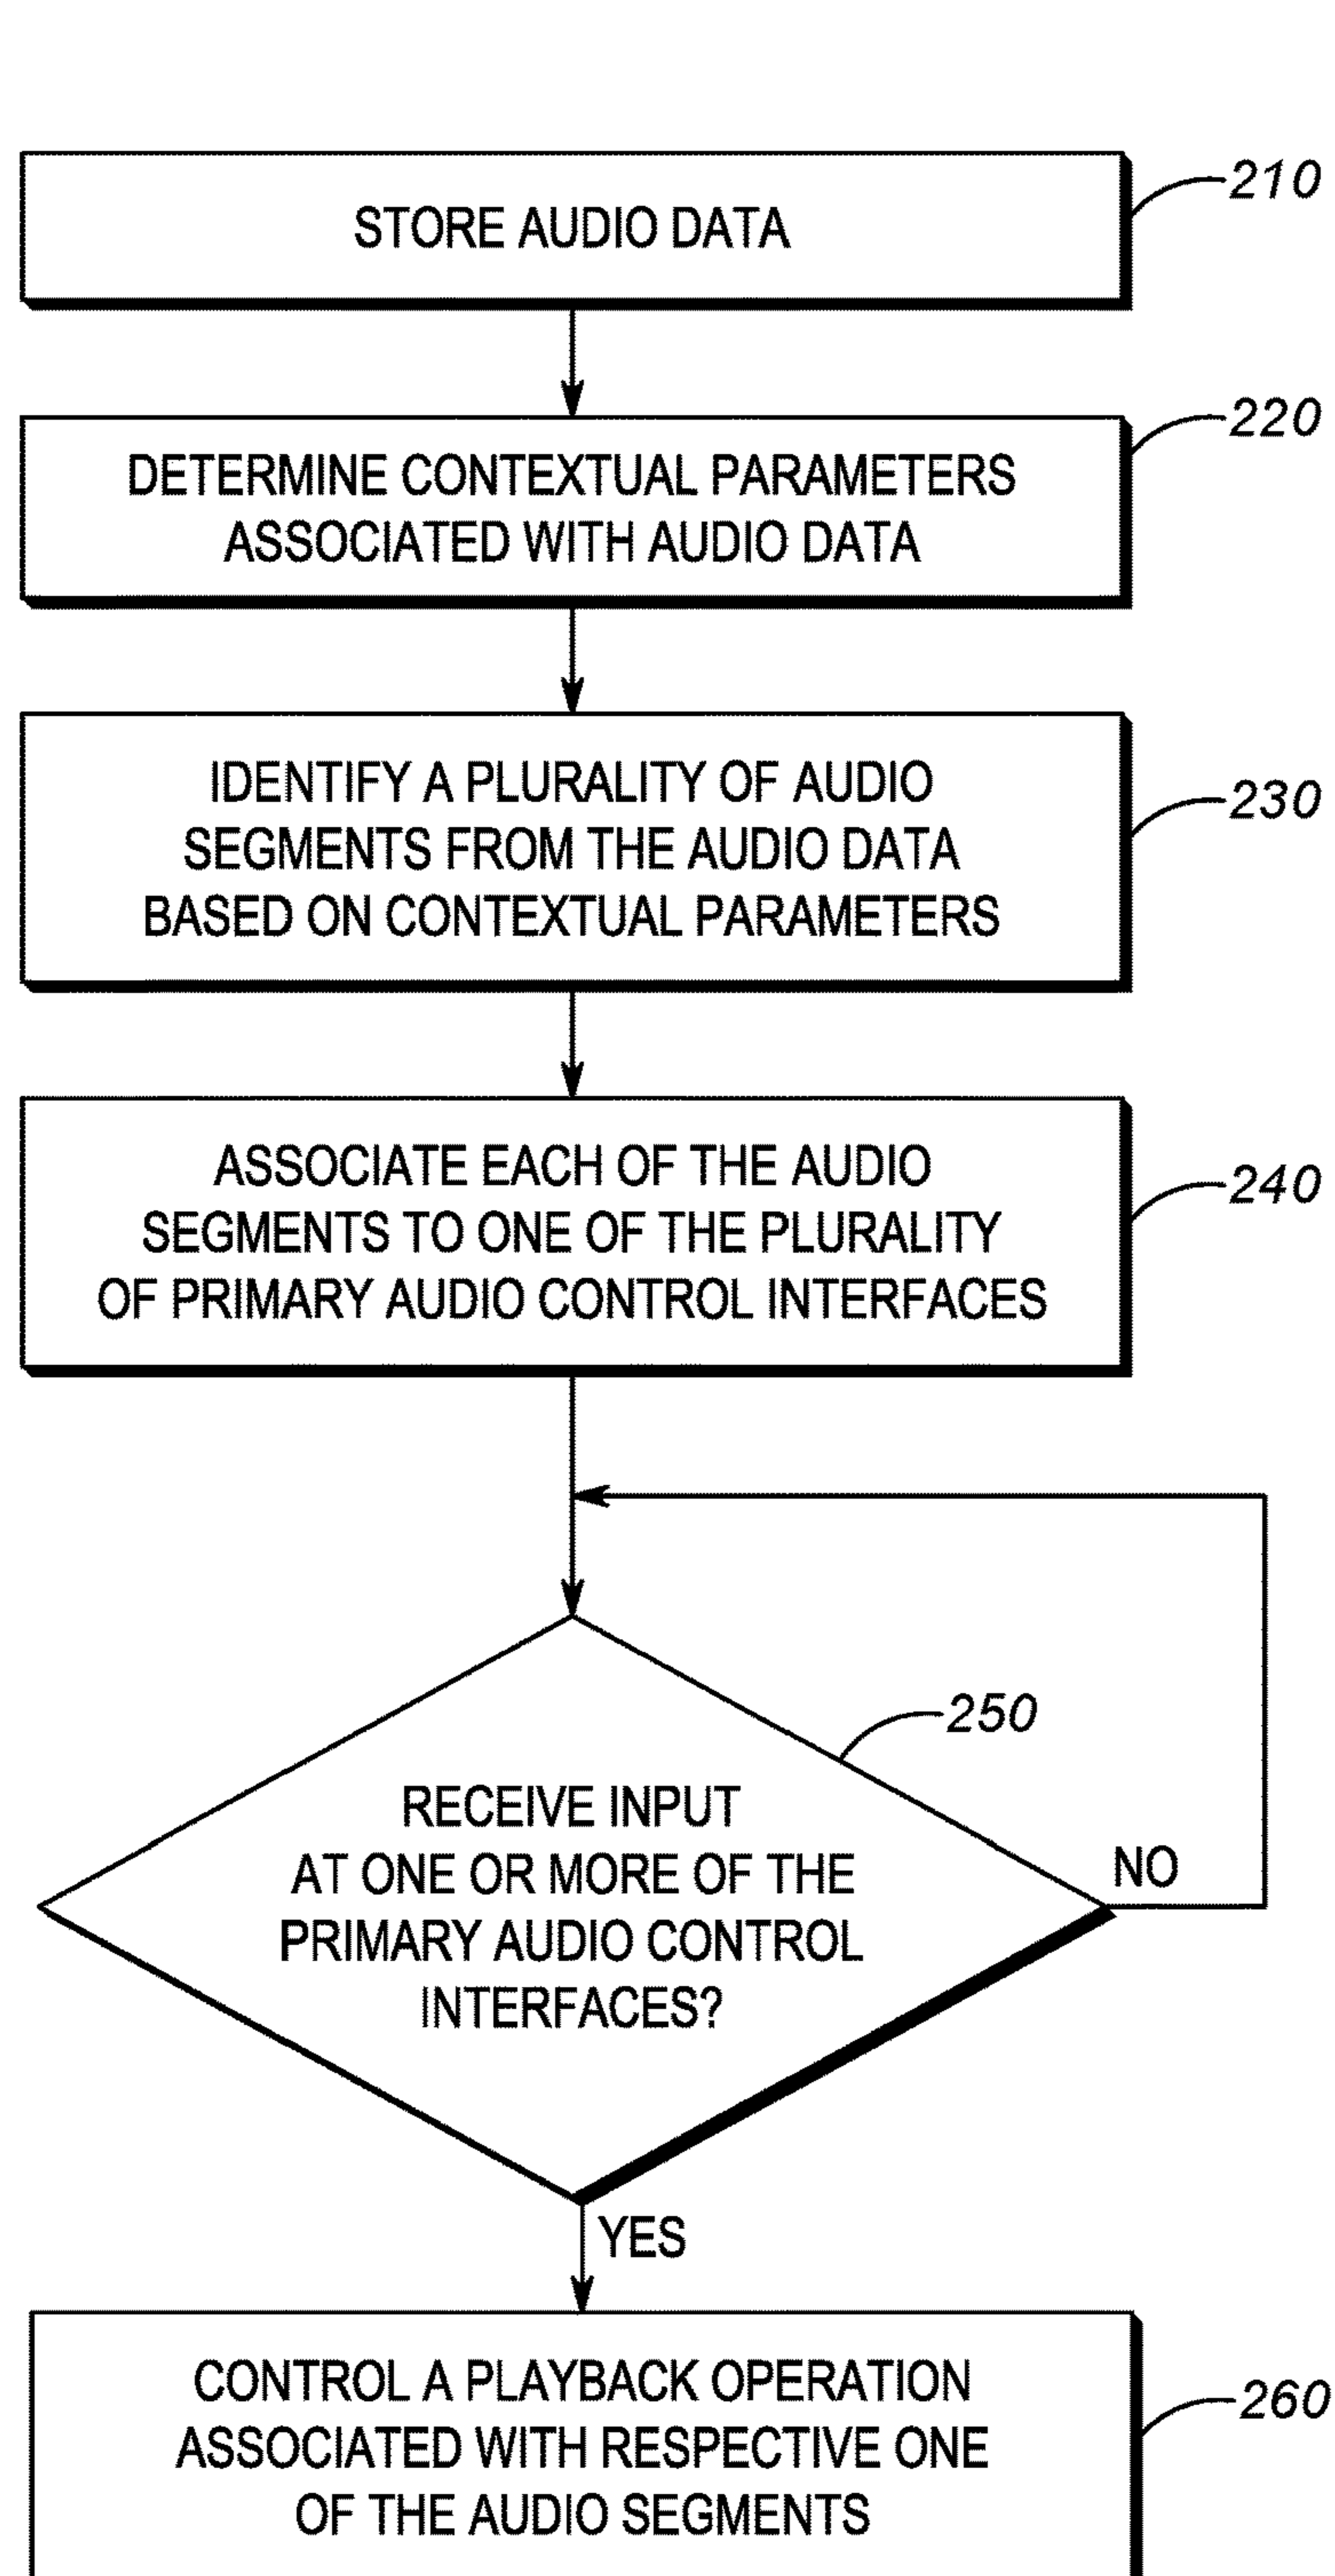 STORE AUDIO DATA
210
DETERMINE CONTEXTUAL PARAMETERS
ASSOCIATED WITH AUDIO DATA
220
IDENTIFY A PLURALITY OF AUDIO
SEGMENTS FROM THE AUDIO DATA
BASED ON CONTEXTUAL PARAMETERS
230
ASSOCIATE EACH OF THE AUDIO
SEGMENTS TO ONE OF THE PLURALITY
OF PRIMARY AUDIO CONTROL INTERFACES
240
250
RECEIVE INPUT
AT ONE OR MORE OF THE
PRIMARY AUDIO CONTROL
INTERFACES?
NO
YES
CONTROL A PLAYBACK OPERATION
ASSOCIATED WITH RESPECTIVE ONE
OF THE AUDIO SEGMENTS
260